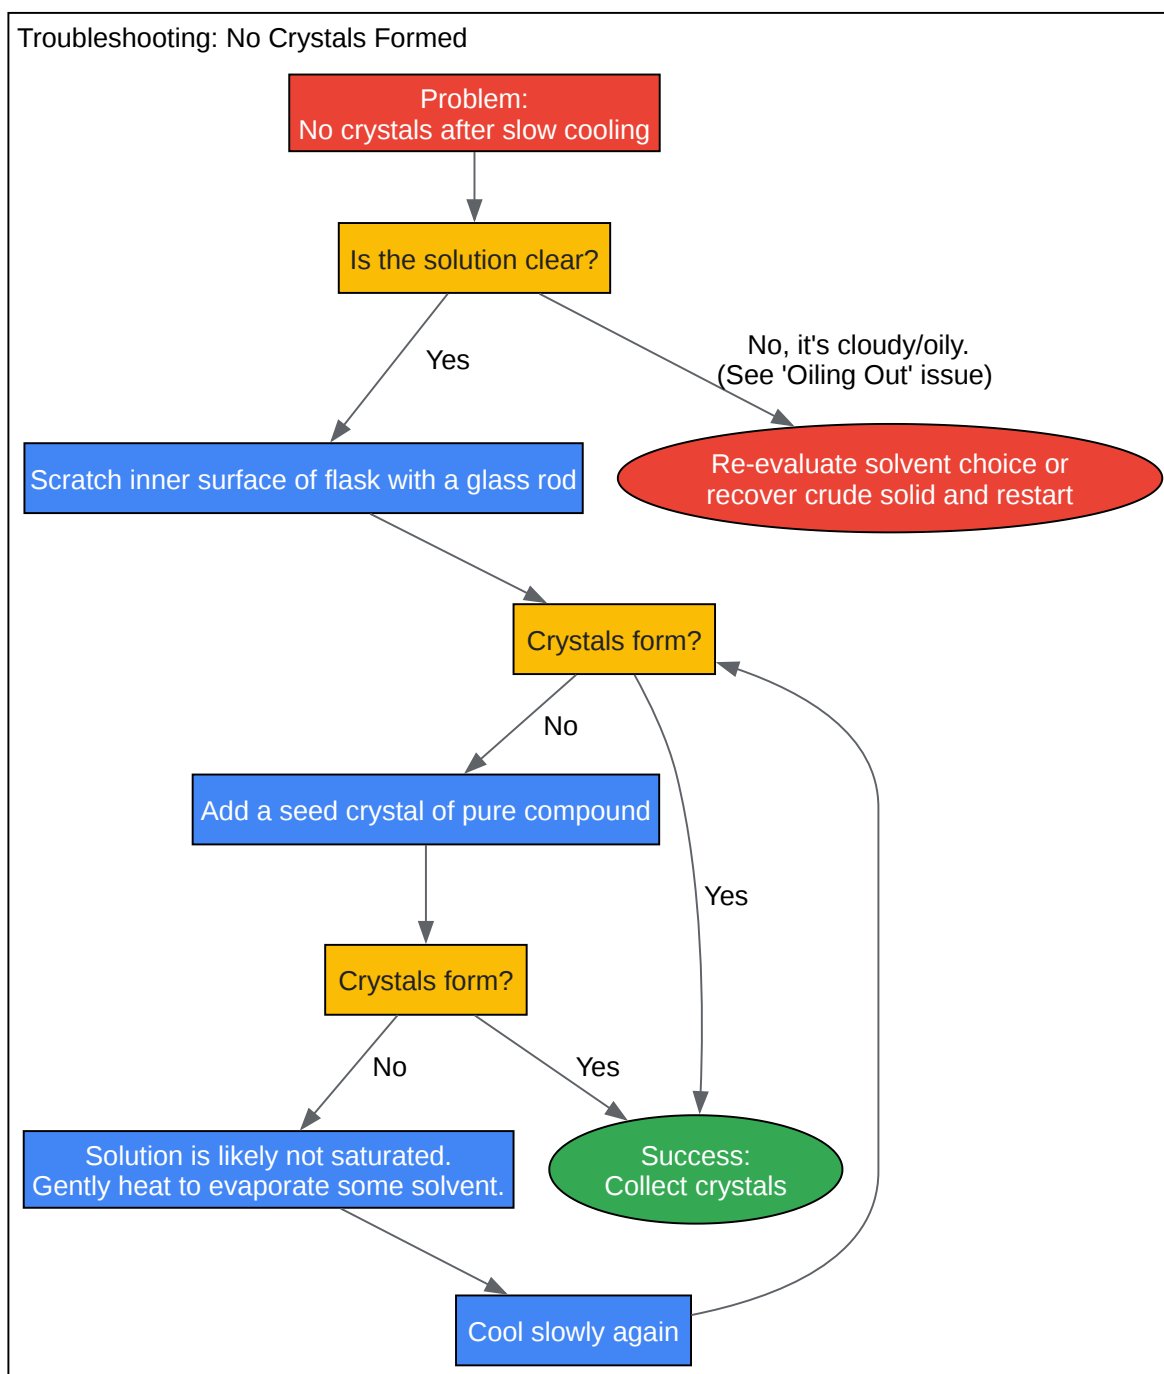 Troubleshooting: No Crystals Formed
Problem:
No crystals after slow cooling
Is the solution clear?
Yes
No, it's cloudy/oily.
(See 'Oiling Out' issue)
Scratch inner surface of flask with a glass rod
Re-evaluate solvent choice or
recover crude solid and restart
Crystals form?
No
Add a seed crystal of pure compound
Yes
Crystals form?
No
Yes
Solution is likely not saturated.
Gently heat to evaporate some solvent.
Success:
Collect crystals
Cool slowly again